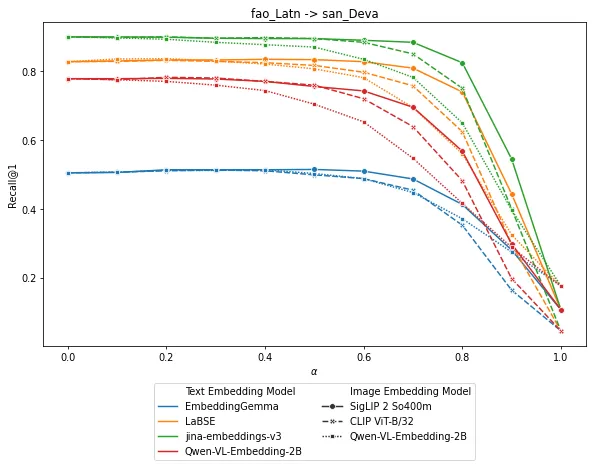 fao_Latn -> san_Deva
Recall@1
0.8
0.6
0.4
0.2
0.0 0.2 0.4 0.6 0.8 1.0
α
Text Embedding Model
EmbeddingGemma
LaBSE
jina-embeddings-v3
Qwen-VL-Embedding-2B
Image Embedding Model
SigLIP 2 So400m
CLIP ViT-B/32
Qwen-VL-Embedding-2B